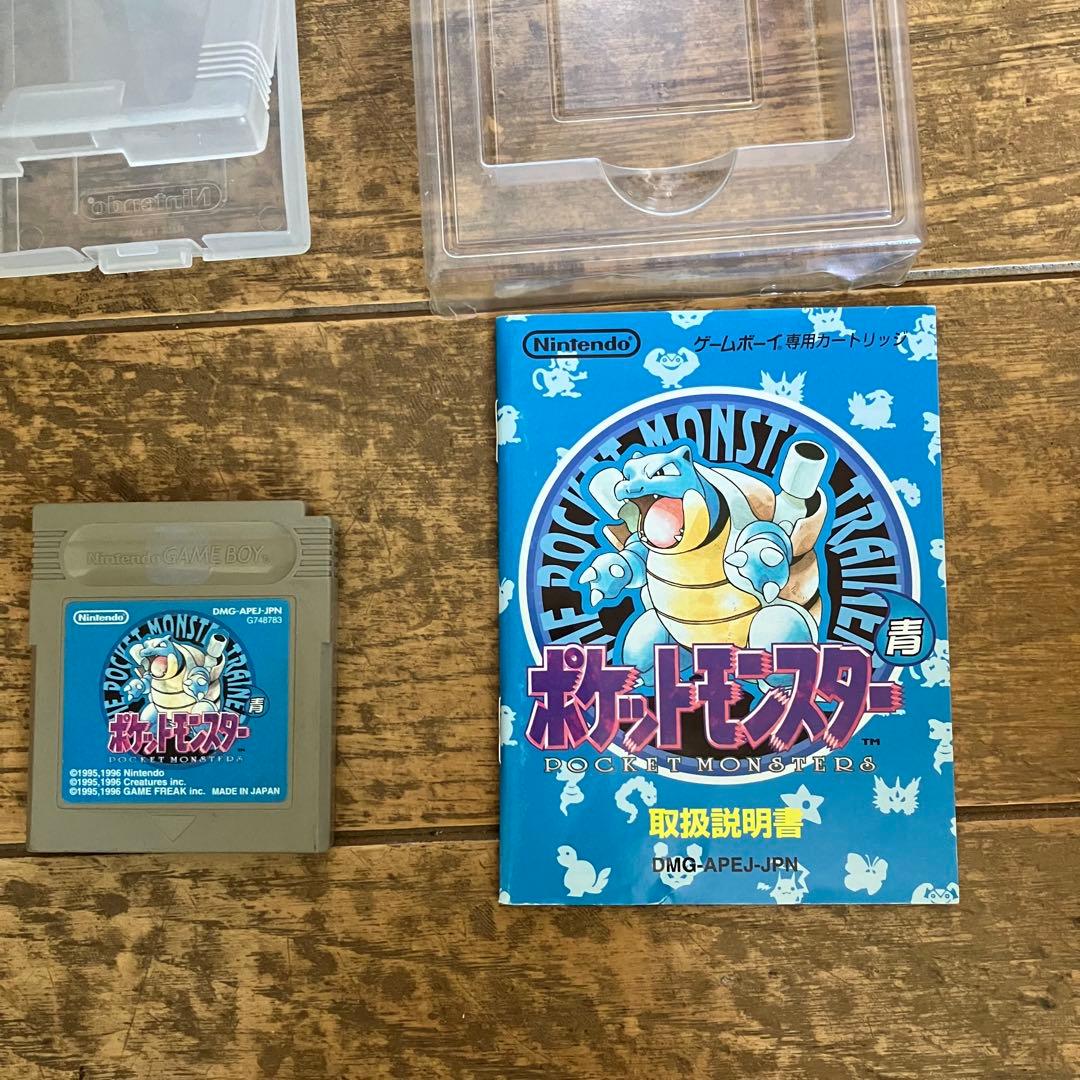 Nintendo
Nintendo GAME BOY®
Nintendo
DMG-APEJ-JPN
G748783
THE POCKET MONSTER TRAINE
青
ポケットモンスター
™
POCKET MONSTERS
©1995,1996 Nintendo
©1995,1996 Creatures inc.
©1995,1996 GAME FREAK inc. MADE IN JAPAN
Nintendo®
ゲームボーイ®専用カートリッジ
THE POCKET MONSTER TRAINE
青
ポケットモンスター
™
POCKET MONSTERS
取扱説明書
DMG-APEJ-JPN